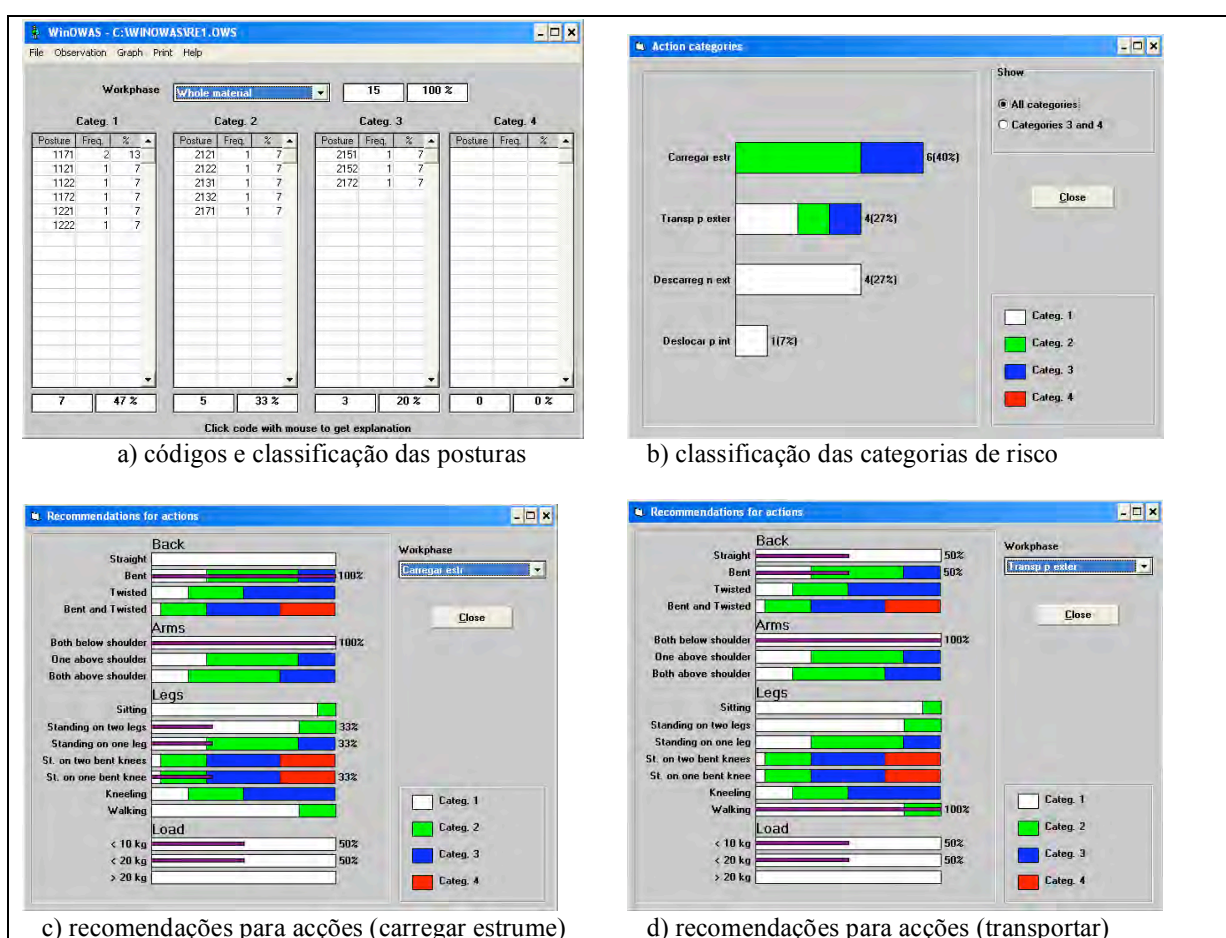 WinOWAS - C:\WINOWAS\RE1.OWS
File Observation Graph Print Help
Workphase Whole material 15 100 %
Categ. 1 Categ. 2 Categ. 3 Categ. 4
Posture Freq. % Posture Freq. % Posture Freq. % Posture Freq. %
1171 2 13 2121 1 7 2151 1 7
1121 1 7 2122 1 7 2152 1 7
1122 1 7 2131 1 7 2172 1 7
1172 1 7 2132 1 7
1221 1 7 2171 1 7
1222 1 7
7 47 % 5 33 % 3 20 % 0 0 %
Click code with mouse to get explanation
a) códigos e classificação das posturas
Action categories
Show
All categories
Categories 3 and 4
Close
Carregar estr 6(40%)
Transp p exter 4(27%)
Descarreg n ext 4(27%)
Deslocar p int 1(7%)
Categ. 1
Categ. 2
Categ. 3
Categ. 4
b) classificação das categorias de risco
Recommendations for actions
Back
Straight
Bent 100%
Twisted
Bent and Twisted
Arms
Both below shoulder 100%
One above shoulder
Both above shoulder
Legs
Sitting
Standing on two legs 33%
Standing on one leg 33%
St. on two bent knees
St. on one bent knee 33%
Kneeling
Walking
Load
< 10 kg 50%
< 20 kg 50%
> 20 kg
Workphase
Carregar estr
Close
Categ. 1
Categ. 2
Categ. 3
Categ. 4
c) recomendações para acções (carregar estrume)
Recommendations for actions
Back
Straight 50%
Bent 50%
Twisted
Bent and Twisted
Arms
Both below shoulder 100%
One above shoulder
Both above shoulder
Legs
Sitting
Standing on two legs
Standing on one leg
St. on two bent knees
St. on one bent knee
Kneeling
Walking 100%
Load
< 10 kg 50%
< 20 kg 50%
> 20 kg
Workphase
Transp p exter
Close
Categ. 1
Categ. 2
Categ. 3
Categ. 4
d) recomendações para acções (transportar)